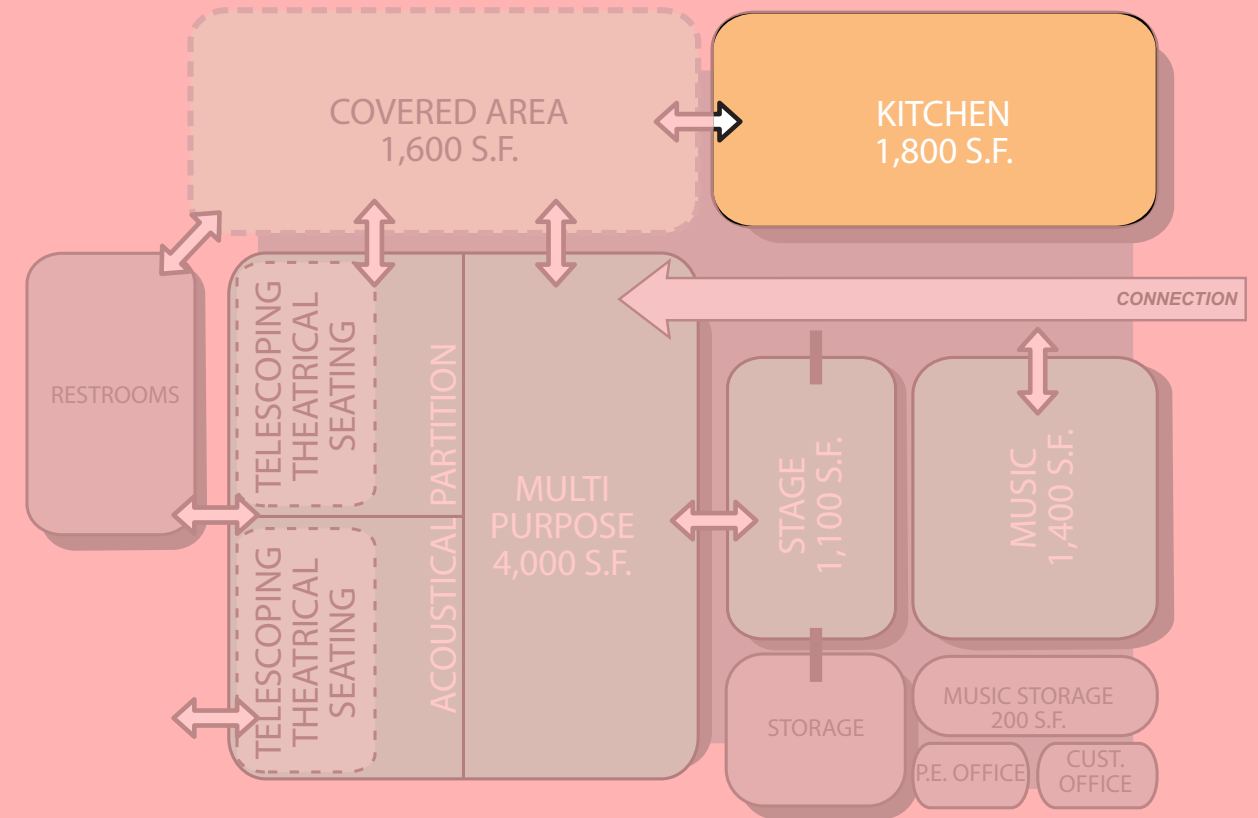 COVERED AREA
1,600 S.F.
KITCHEN
1,800 S.F.
CONNECTION
RESTROOMS
TELESCOPING
THEATRICAL
SEATING
TELESCOPING
THEATRICAL
SEATING
ACOUSTICAL PARTITION
MULTI
PURPOSE
4,000 S.F.
STAGE
1,100 S.F.
MUSIC
1,400 S.F.
STORAGE
MUSIC STORAGE
200 S.F.
P.E. OFFICE
CUST.
OFFICE